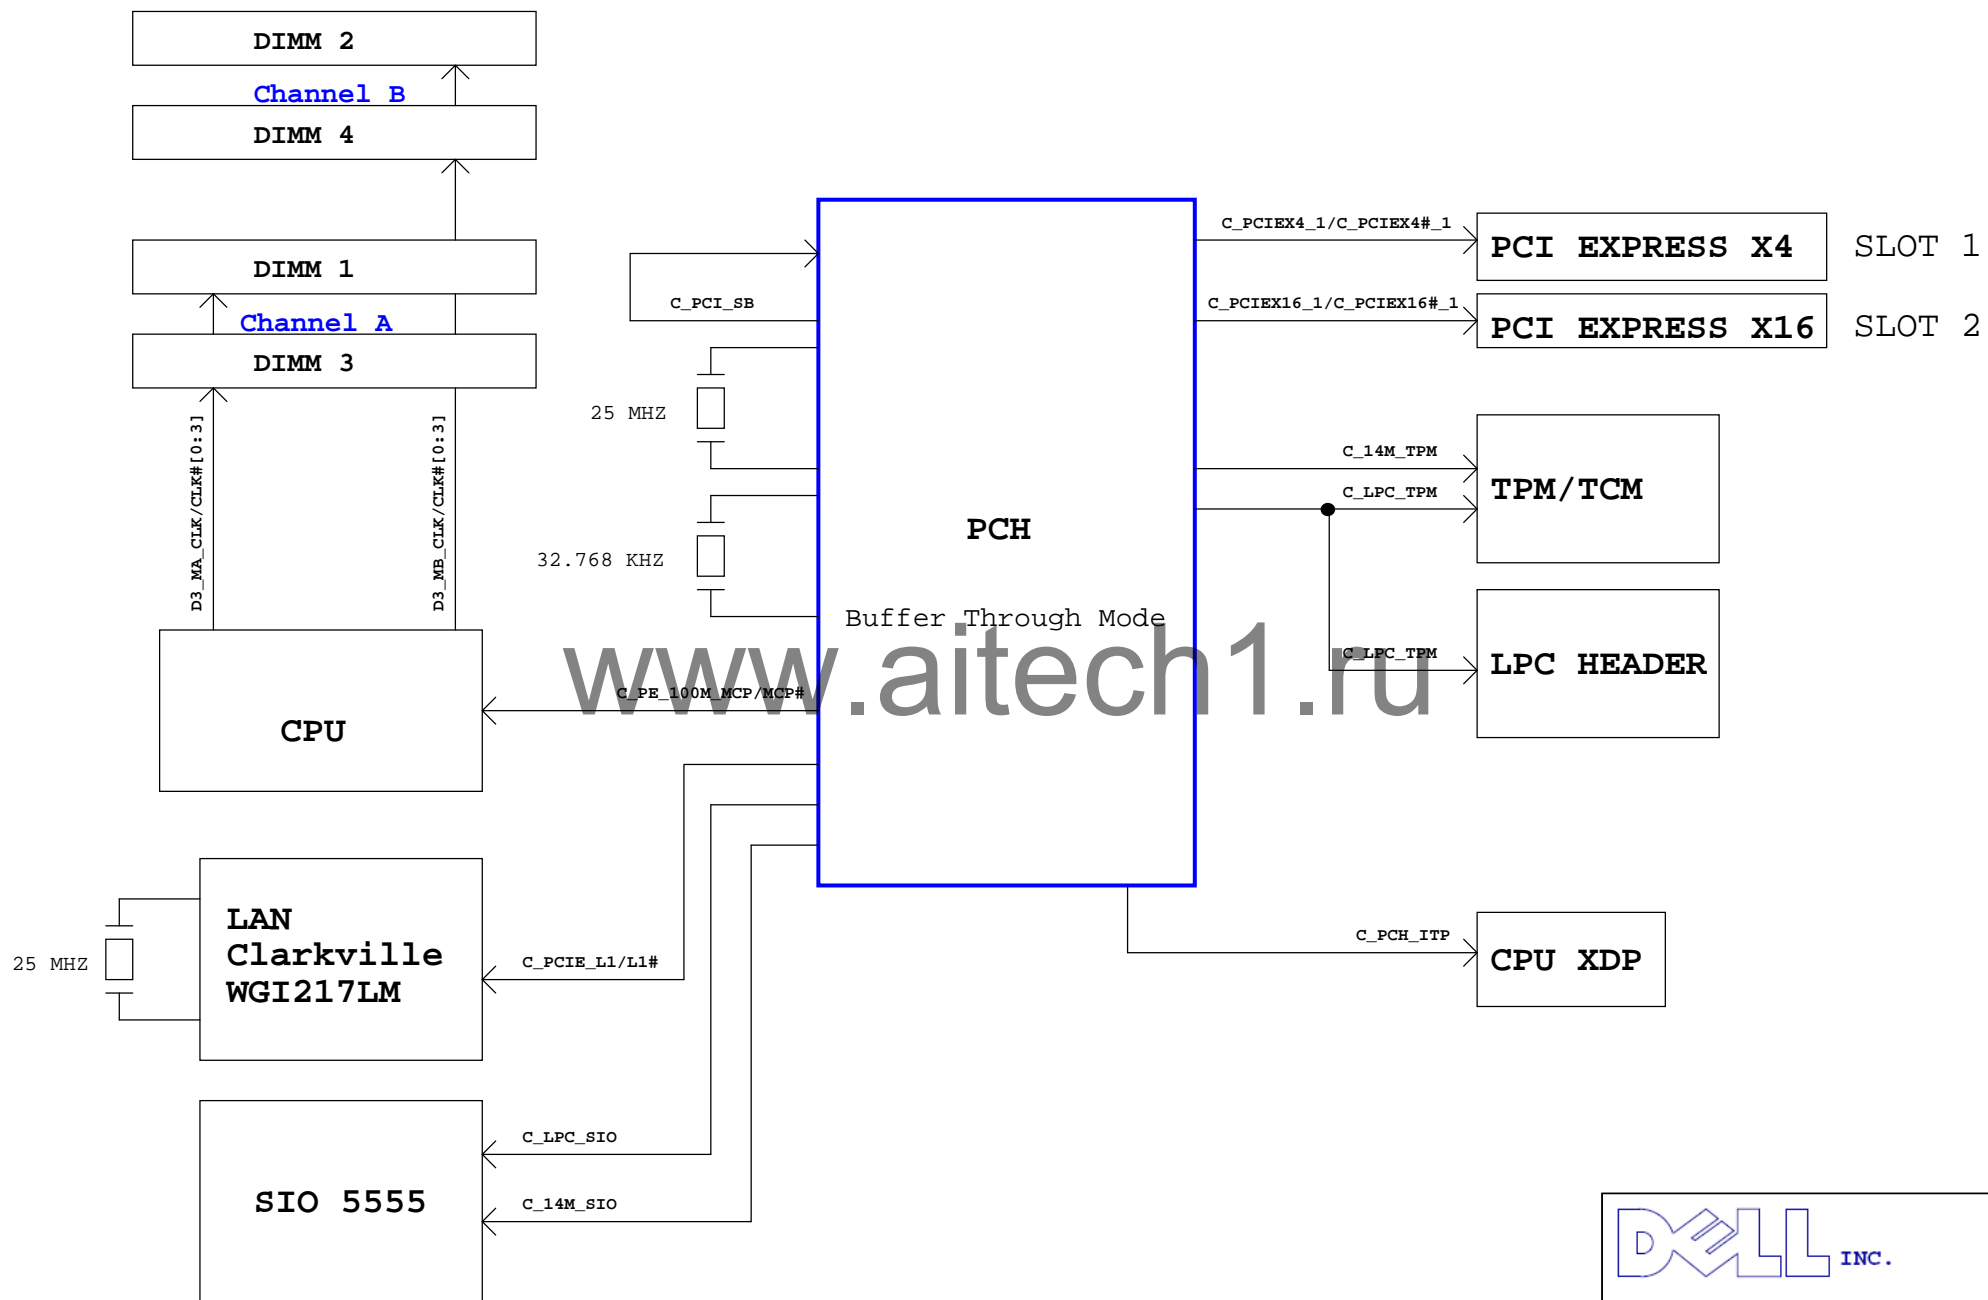 DIMM 2
Channel B
DIMM 4
DIMM 1
Channel A
DIMM 3
D3_MA_CLK/CLK#[0:3]
D3_MB_CLK/CLK#[0:3]
CPU
C_PCI_SB
25 MHZ
32.768 KHZ
PCH
Buffer Through Mode
C_PE_100M_MCP/MCP#
www.aitech1.ru
C_PCIEX4_1/C_PCIEX4#_1
PCI EXPRESS X4
SLOT 1
C_PCIEX16_1/C_PCIEX16#_1
PCI EXPRESS X16
SLOT 2
C_14M_TPM
C_LPC_TPM
TPM/TCM
C_LPC_TPM
LPC HEADER
25 MHZ
LAN
Clarkville
WGI217LM
C_PCIE_L1/L1#
C_PCH_ITP
CPU XDP
SIO 5555
C_LPC_SIO
C_14M_SIO
DELL INC.